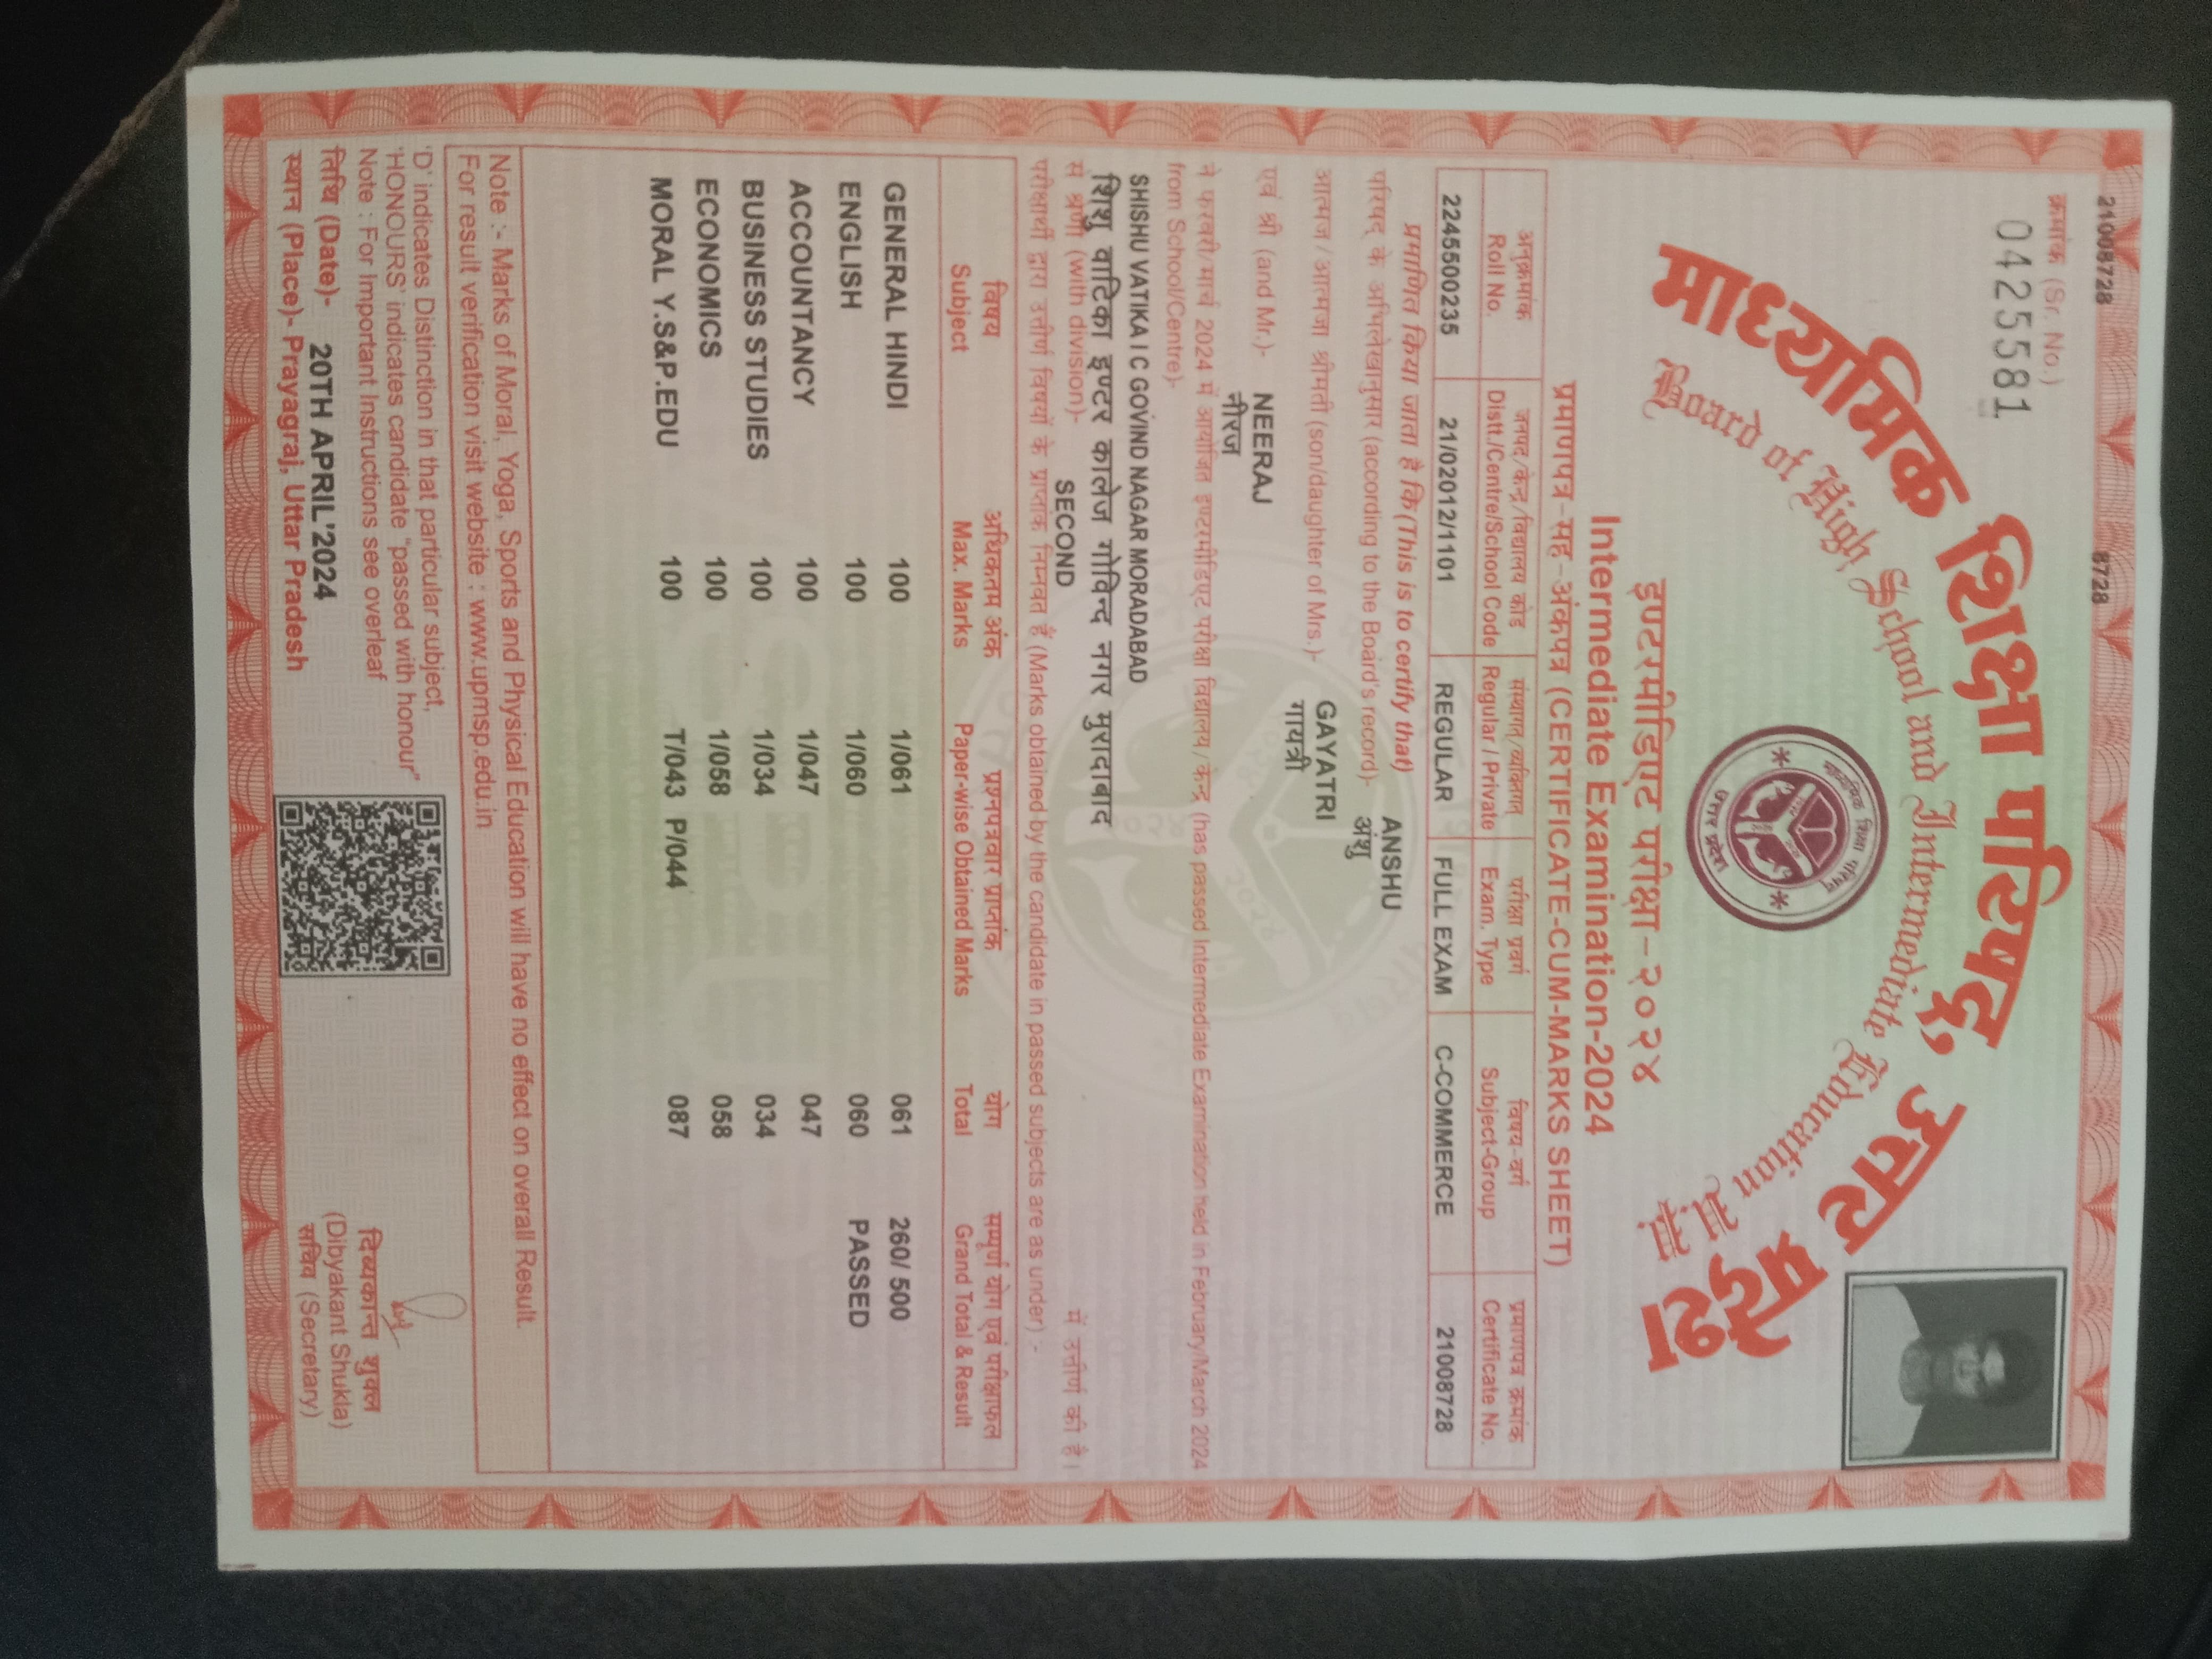 21008728
8728
क्रमांक (Sr. No.)
0425581
माध्यमिक शिक्षा परिषद्, उत्तर प्रदेश
Board of High School and Intermediate Education U.P.
माध्यमिक शिक्षा परिषद
उत्तर प्रदेश
इण्टरमीडिएट परीक्षा-२०२४
Intermediate Examination-2024
प्रमाणपत्र-सह-अंकपत्र (CERTIFICATE-CUM-MARKS SHEET)
अनुक्रमांक जनपद/केन्द्र/विद्यालय कोड संस्थागत/व्यक्तिगत परीक्षा प्रवर्ग विषय-वर्ग प्रमाणपत्र क्रमांक
Roll No. Distt./Centre/School Code Regular / Private Exam. Type Subject-Group Certificate No.
2245500235 21/02012/1101 REGULAR FULL EXAM C-COMMERCE 21008728
प्रमाणित किया जाता है कि (This is to certify that)
परिषद के अभिलेखानुसार (according to the Board's record)- ANSHU
अंशु
आत्मज/आत्मजा श्रीमती (son/daughter of Mrs.)- GAYATRI
गायत्री
एवं श्री (and Mr.)- NEERAJ
नीरज
ने फरवरी/मार्च 2024 में आयोजित इण्टरमीडिएट परीक्षा विद्यालय/केन्द्र (has passed Intermediate Examination held in February/March 2024
from School/Centre)-
SHISHU VATIKA I C GOVIND NAGAR MORADABAD
शिशु वाटिका इण्टर कालेज गोविन्द नगर मुरादाबाद
से श्रेणी (with division)- SECOND में उत्तीर्ण की है।
परीक्षार्थी द्वारा उत्तीर्ण विषयों के प्राप्तांक निम्नवत हैं (Marks obtained by the candidate in passed subjects are as under) :-
विषय अधिकतम अंक प्रश्नपत्रवार प्राप्तांक योग सम्पूर्ण योग एवं परीक्षाफल
Subject Max. Marks Paper-wise Obtained Marks Total Grand Total & Result
GENERAL HINDI 100 1/061 061 260/ 500
ENGLISH 100 1/060 060 PASSED
ACCOUNTANCY 100 1/047 047
BUSINESS STUDIES 100 1/034 034
ECONOMICS 100 1/058 058
MORAL Y.S&P.EDU 100 T/043 P/044 087
Note :- Marks of Moral, Yoga, Sports and Physical Education will have no effect on overall Result.
For result verification visit website : www.upmsp.edu.in
'D' indicates Distinction in that particular subject,
'HONOURS' indicates candidate "passed with honour"
Note : For Important Instructions see overleaf
तिथि (Date)- 20TH APRIL'2024
स्थान (Place)- Prayagraj, Uttar Pradesh
दिब्यकान्त शुक्ल
(Dibyakant Shukla)
सचिव (Secretary)